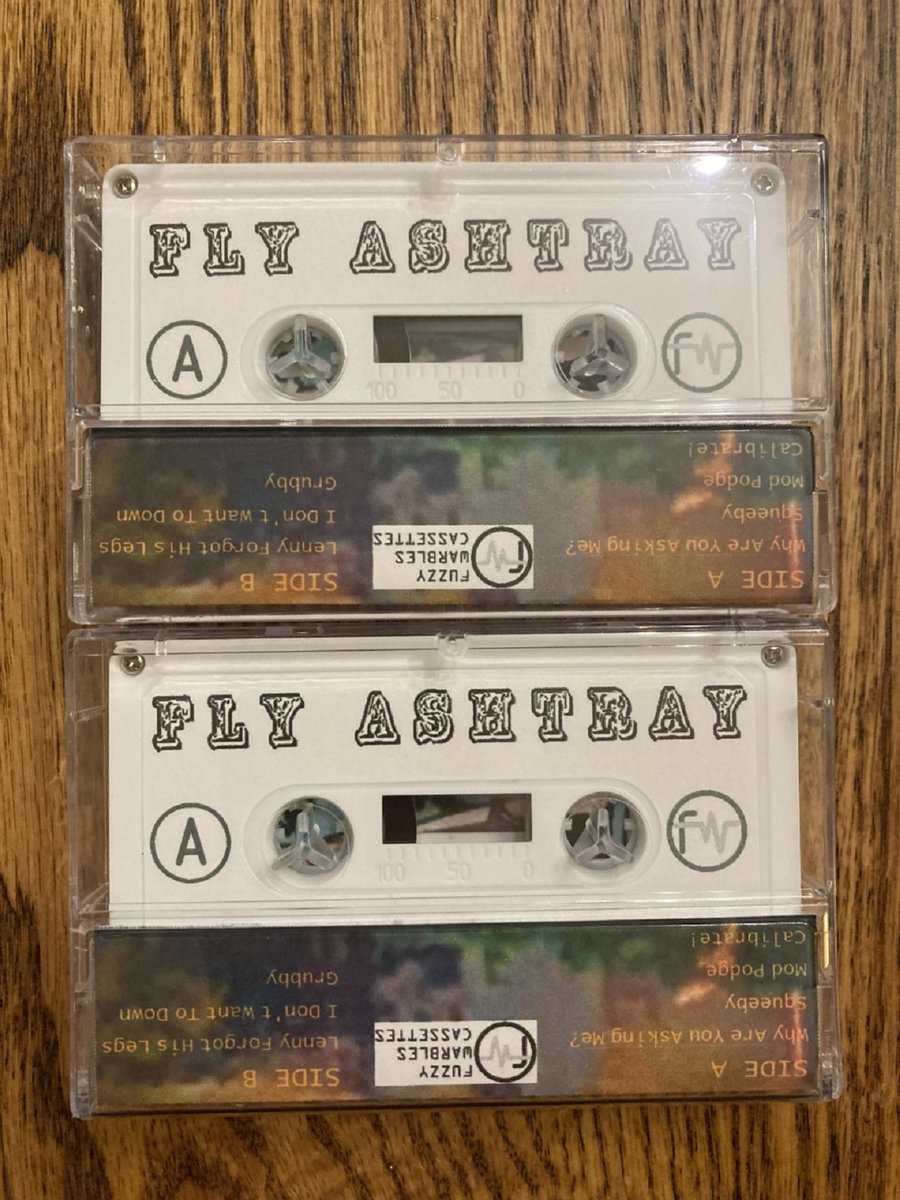 FLY ASHTRAY
A
fw
100 50 0
SIDE A
Why Are You Asking Me?
Squeeby
Mod Podge
Calibrate!
FUZZY
WARBLES
CASSETTES
SIDE B
Lenny Forgot His Legs
I Don't Want To Down
Grubby
FLY ASHTRAY
A
fw
100 50 0
SIDE A
Why Are You Asking Me?
Squeeby
Mod Podge
Calibrate!
FUZZY
WARBLES
CASSETTES
SIDE B
Lenny Forgot His Legs
I Don't Want To Down
Grubby